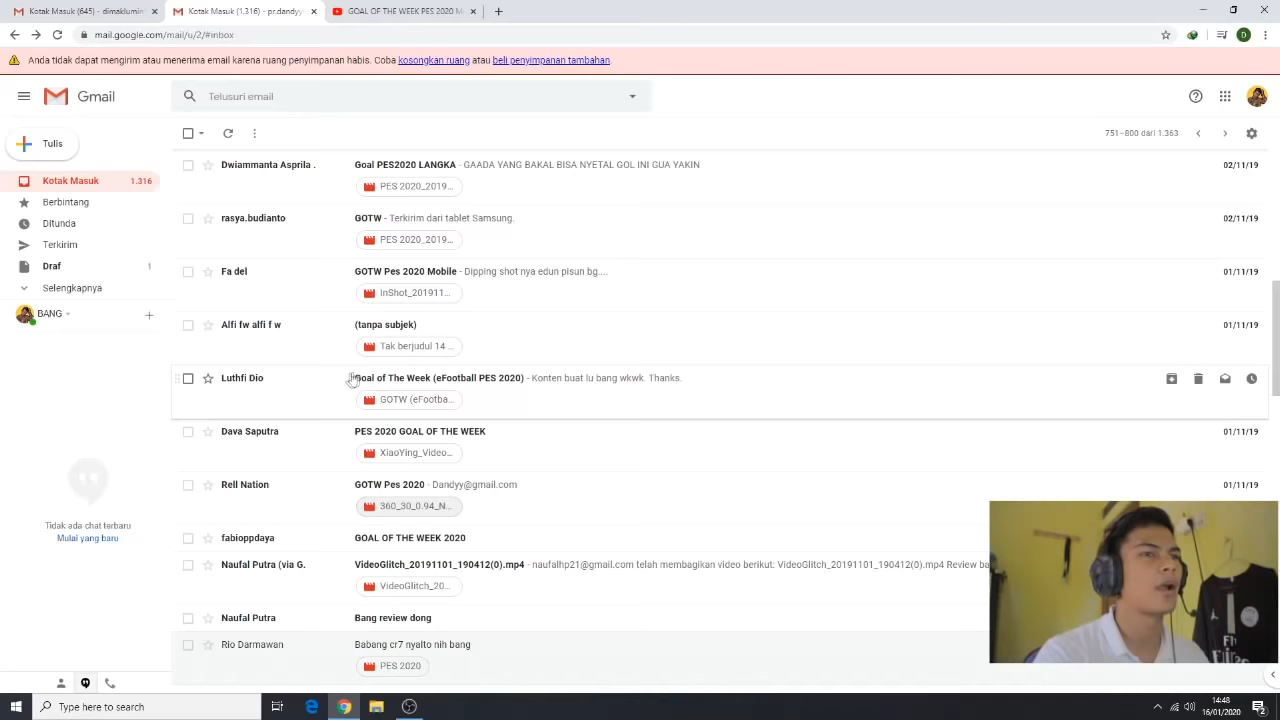 Kotak Masuk (645) - dimaklumin
Kotak Masuk (1.316) - pr.dandyy
GOAL OF THE WEEK PES 2020 M
mail.google.com/mail/u/2/#inbox
D
Anda tidak dapat mengirim atau menerima email karena ruang penyimpanan habis. Coba kosongkan ruang atau beli penyimpanan tambahan.
Gmail
Telusuri email
Tulis
751–800 dari 1.363
Kotak Masuk 1.316
Berbintang
Ditunda
Terkirim
Draf 1
Selengkapnya
BANG
Tidak ada chat terbaru
Mulai yang baru
Dwiammanta Asprila . Goal PES2020 LANGKA - GAADA YANG BAKAL BISA NYETAL GOL INI GUA YAKIN 02/11/19
PES 2020_2019...
rasya.budianto GOTW - Terkirim dari tablet Samsung. 02/11/19
PES 2020_2019...
Fa del GOTW Pes 2020 Mobile - Dipping shot nya edun pisun bg.... 01/11/19
InShot_201911...
Alfi fw alfi f w (tanpa subjek) 01/11/19
Tak berjudul 14 ...
Luthfi Dio Goal of The Week (eFootball PES 2020) - Konten buat lu bang wkwk. Thanks.
GOTW (eFootba...
Dava Saputra PES 2020 GOAL OF THE WEEK 01/11/19
XiaoYing_Video...
Rell Nation GOTW Pes 2020 - Dandyy@gmail.com 01/11/19
360_30_0.94_N...
fabioppdaya GOAL OF THE WEEK 2020
Naufal Putra (via G. VideoGlitch_20191101_190412(0).mp4 - naufalhp21@gmail.com telah membagikan video berikut: VideoGlitch_20191101_190412(0).mp4 Review ba
VideoGlitch_20...
Naufal Putra Bang review dong
Rio Darmawan Babang cr7 nyalto nih bang
PES 2020
Fly
Emirates
Type here to search
14:48
16/01/2020
2